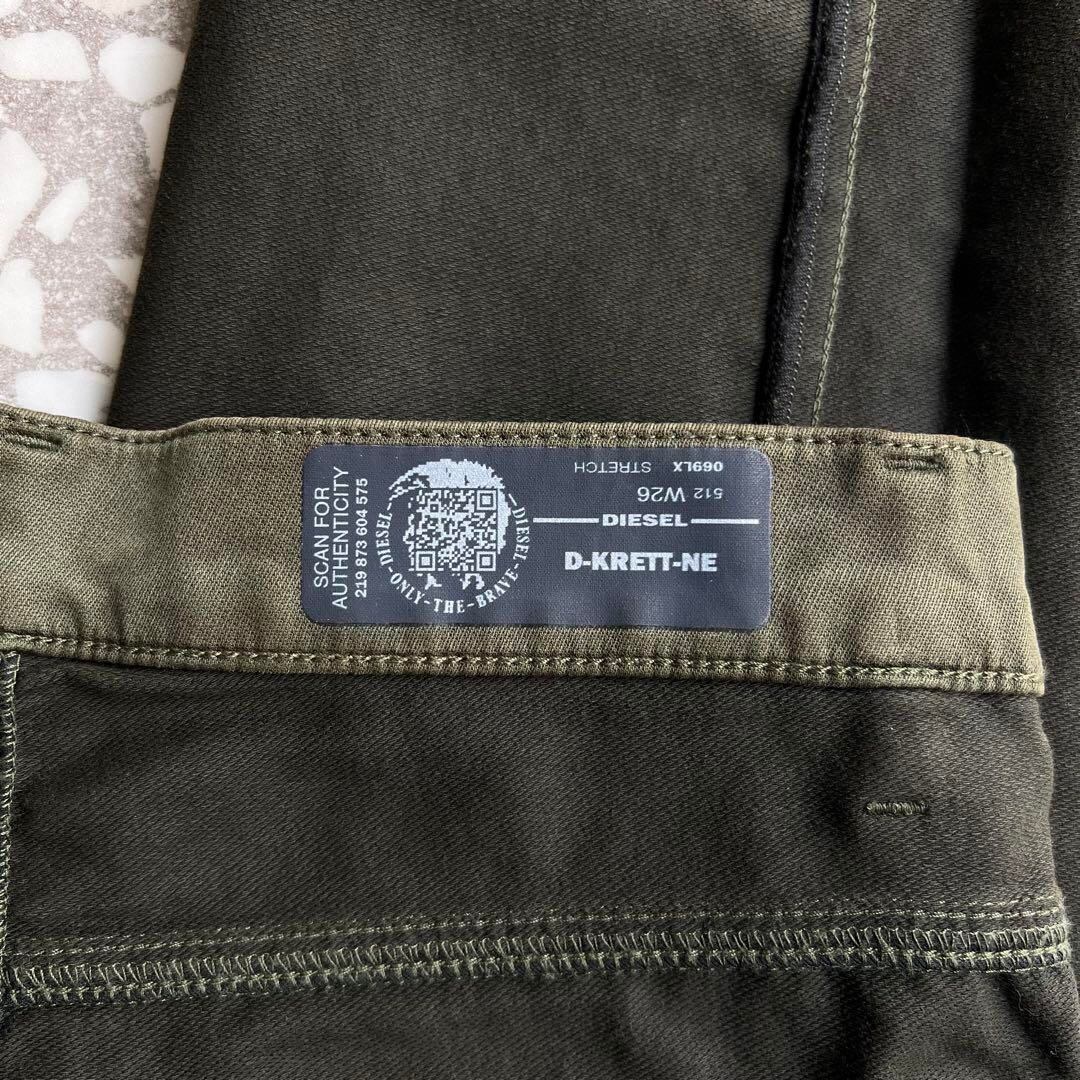 SCAN FOR
AUTHENTICITY
219 873 604 575
DIESEL
DIESEL
ONLY-THE-BRAVE
069LX
STRETCH
512 W26
DIESEL
D-KRETT-NE